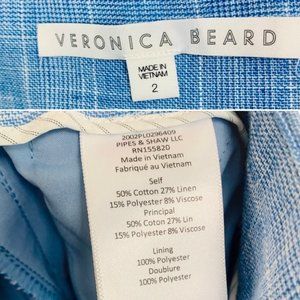 VERONICA BEARD
MADE IN
VIETNAM
2
2002PL0296409
PIPES & SHAW LLC
RN155820
Made in Vietnam
Fabriqué au Vietnam
Self
50% Cotton 27% Linen
15% Polyester 8% Viscose
Principal
50% Coton 27% Lin
15% Polyester 8% Viscose
Lining
100% Polyester
Doublure
100% Polyester